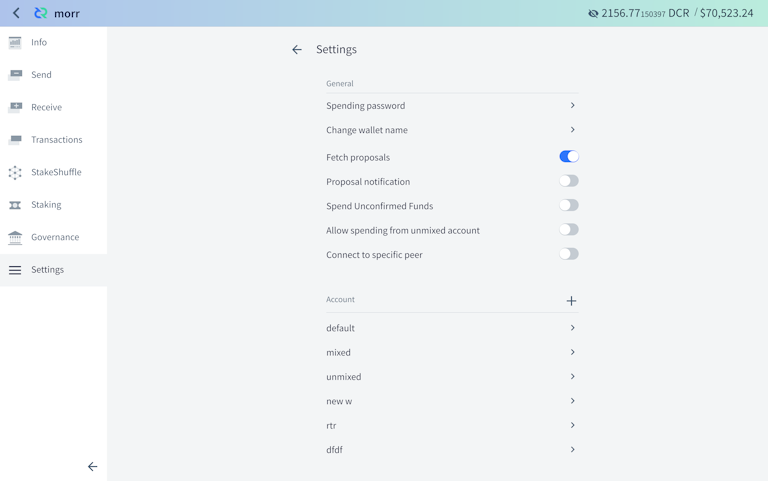 morr
2156.77150397 DCR / $70,523.24
Info
Send
Receive
Transactions
StakeShuffle
Staking
Governance
Settings
Settings
General
Spending password
Change wallet name
Fetch proposals
Proposal notification
Spend Unconfirmed Funds
Allow spending from unmixed account
Connect to specific peer
Account
default
mixed
unmixed
new w
rtr
dfdf